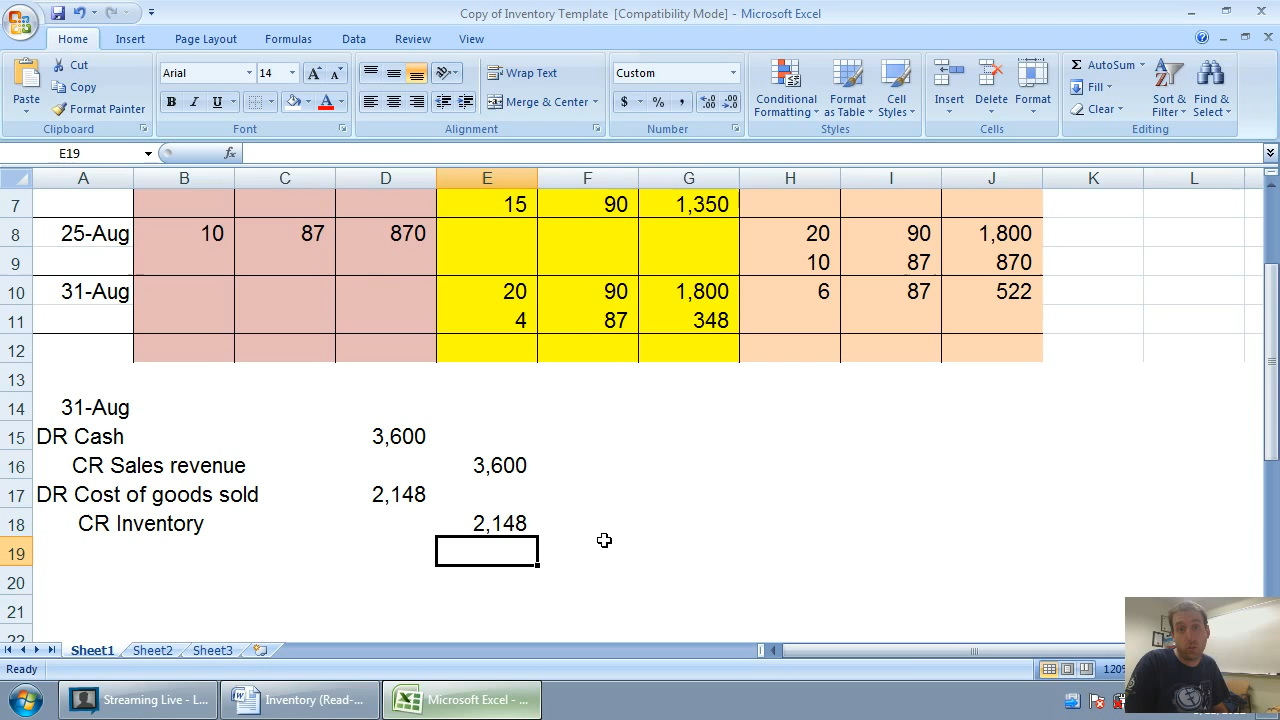 Copy of Inventory Template [Compatibility Mode] - Microsoft Excel
Home Insert Page Layout Formulas Data Review View
Paste Cut Copy Format Painter Clipboard
Arial 14 A A B I U A Font
Wrap Text Merge & Center Alignment
Custom $ % , Number
Conditional Formatting Format as Table Cell Styles Styles
Insert Delete Format Cells
Σ AutoSum Fill Clear Sort & Filter Find & Select Editing
E19 fx
A B C D E F G H I J K L
7 15 90 1,350
8 25-Aug 10 87 870 20 90 1,800
9 10 87 870
10 31-Aug 20 90 1,800 6 87 522
11 4 87 348
12
13
14 31-Aug
15 DR Cash 3,600
16 CR Sales revenue 3,600
17 DR Cost of goods sold 2,148
18 CR Inventory 2,148
19
20
21
22
Sheet1 Sheet2 Sheet3
Ready 120%
Streaming Live - L... Inventory (Read-... Microsoft Excel - ...